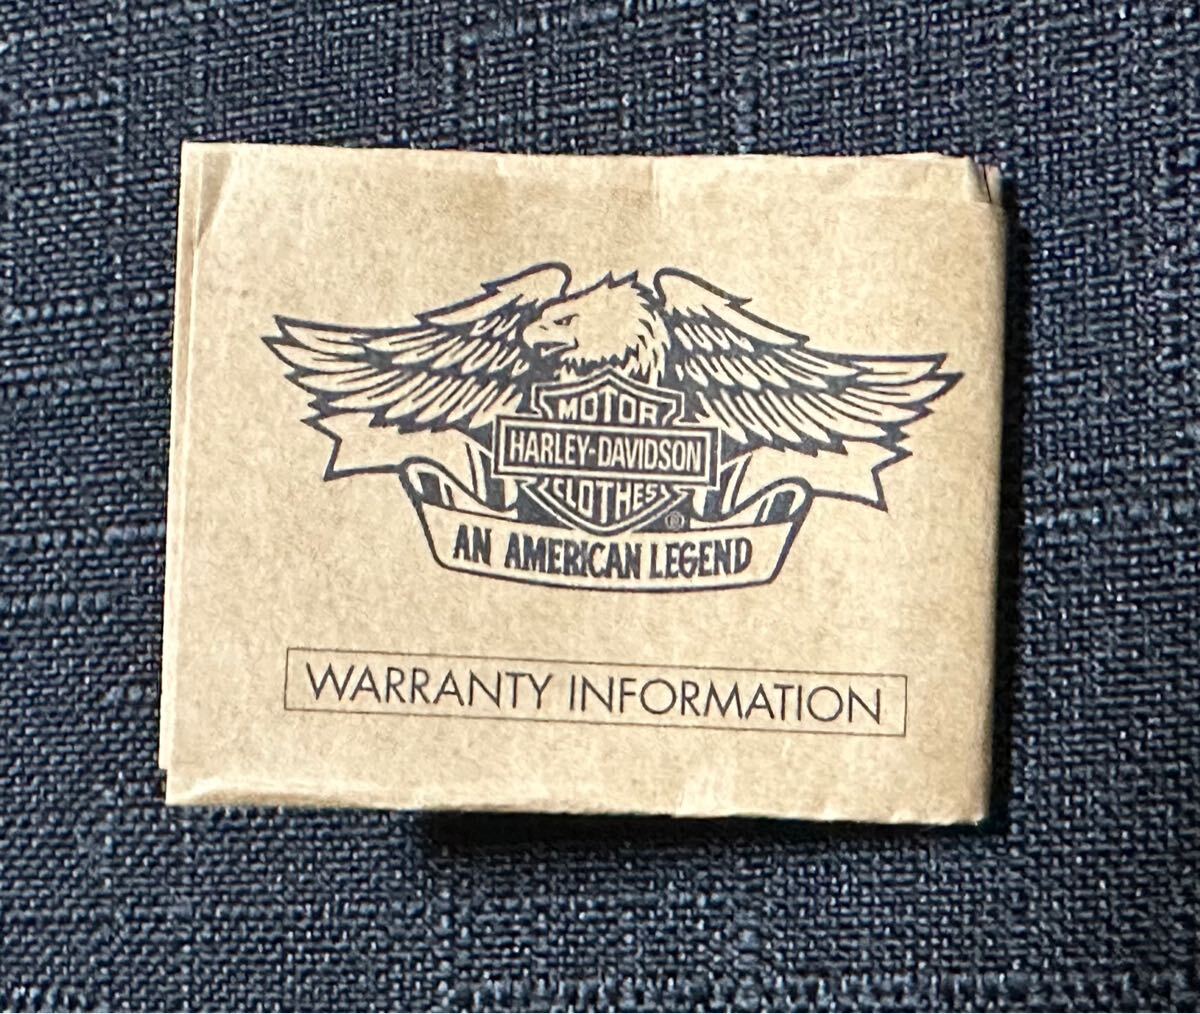 MOTOR
HARLEY-DAVIDSON
CLOTHES
®
AN AMERICAN LEGEND
WARRANTY INFORMATION